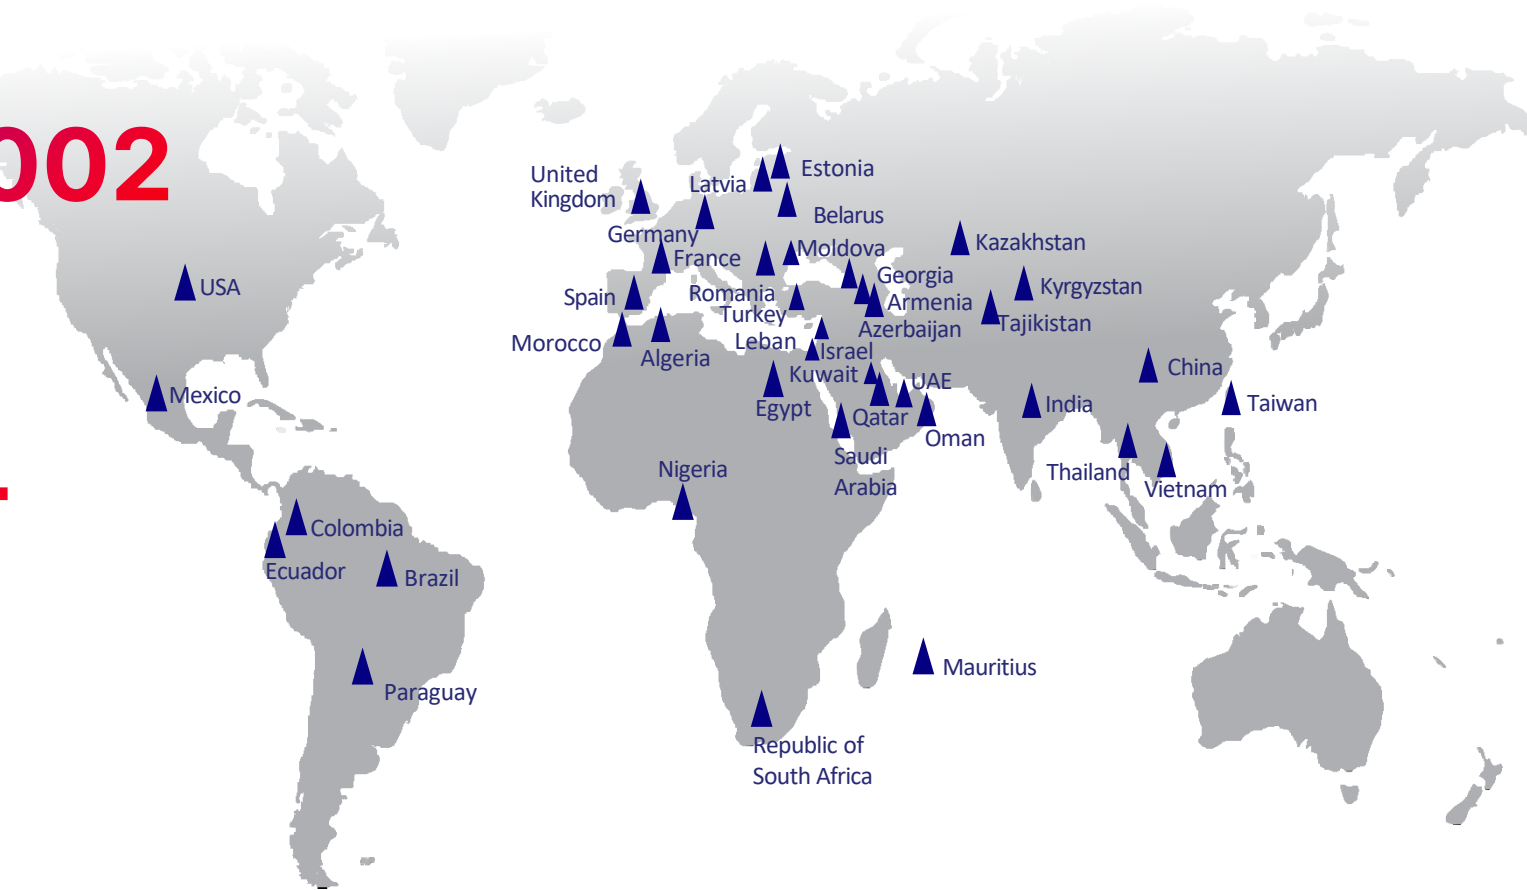 002
United
Kingdom
Latvia
Estonia
Belarus
Germany
France
Moldova
Kazakhstan
USA
Spain
Romania
Georgia
Kyrgyzstan
Turkey
Armenia
Tajikistan
Morocco
Algeria
Leban
Azerbaijan
Israel
Kuwait
UAE
China
Mexico
Egypt
Qatar
India
Taiwan
Oman
Saudi
Arabia
Thailand
Vietnam
Nigeria
Colombia
Ecuador
Brazil
Mauritius
Paraguay
Republic of
South Africa